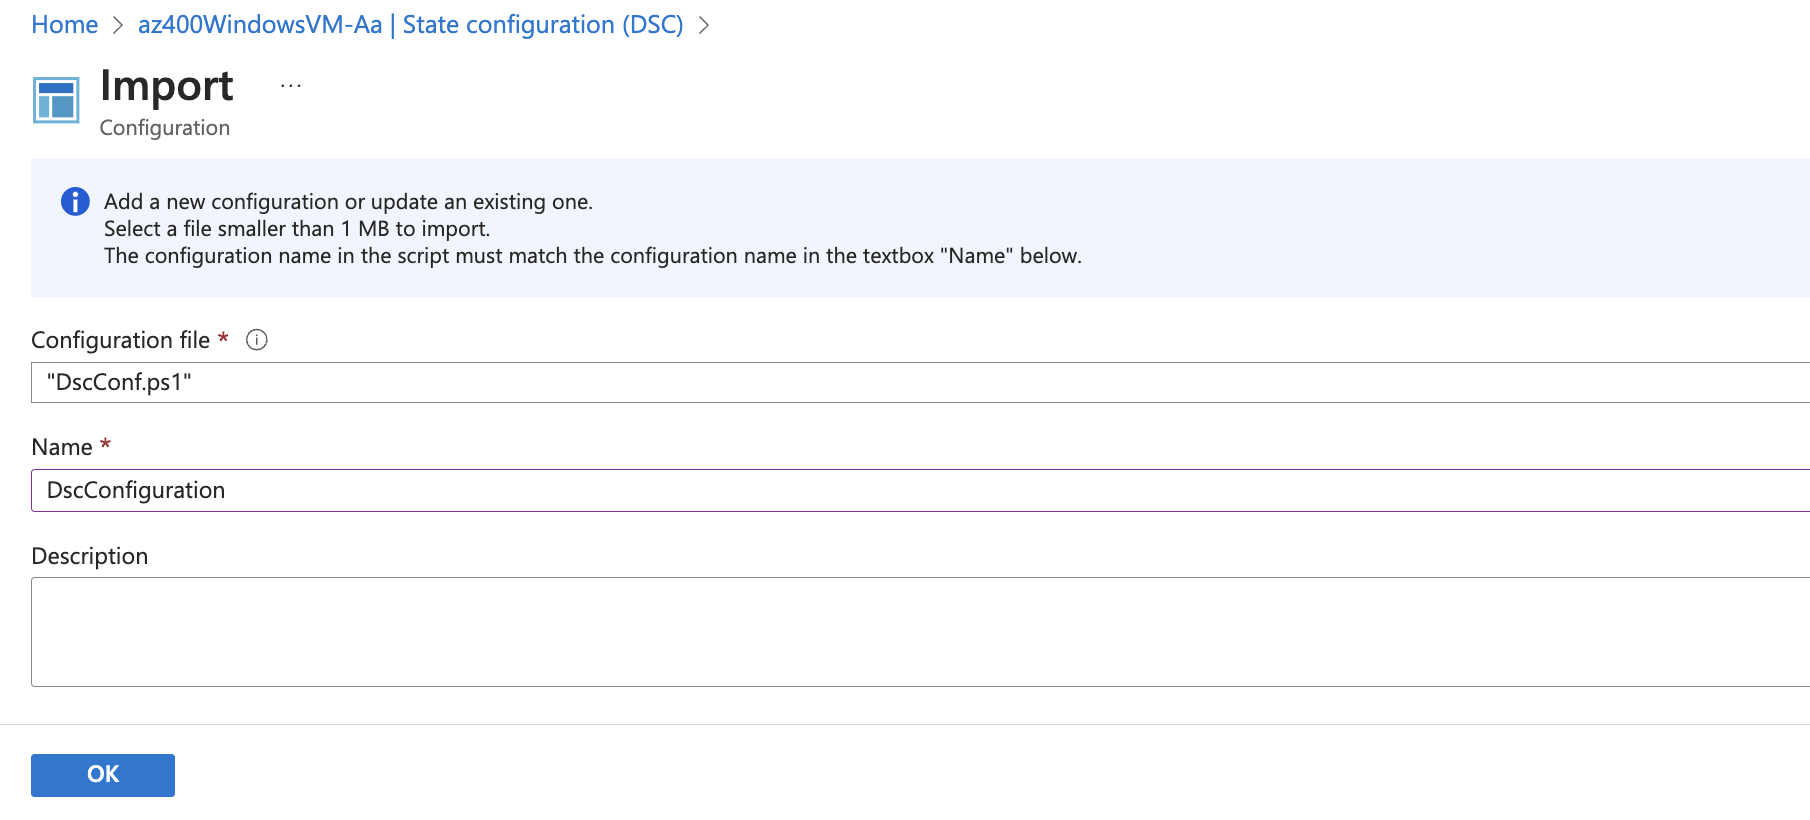 Home > az400WindowsVM-Aa | State configuration (DSC) >
Import ...
Configuration
Add a new configuration or update an existing one.
Select a file smaller than 1 MB to import.
The configuration name in the script must match the configuration name in the textbox "Name" below.
Configuration file *
"DscConf.ps1"
Name *
DscConfiguration
Description
OK